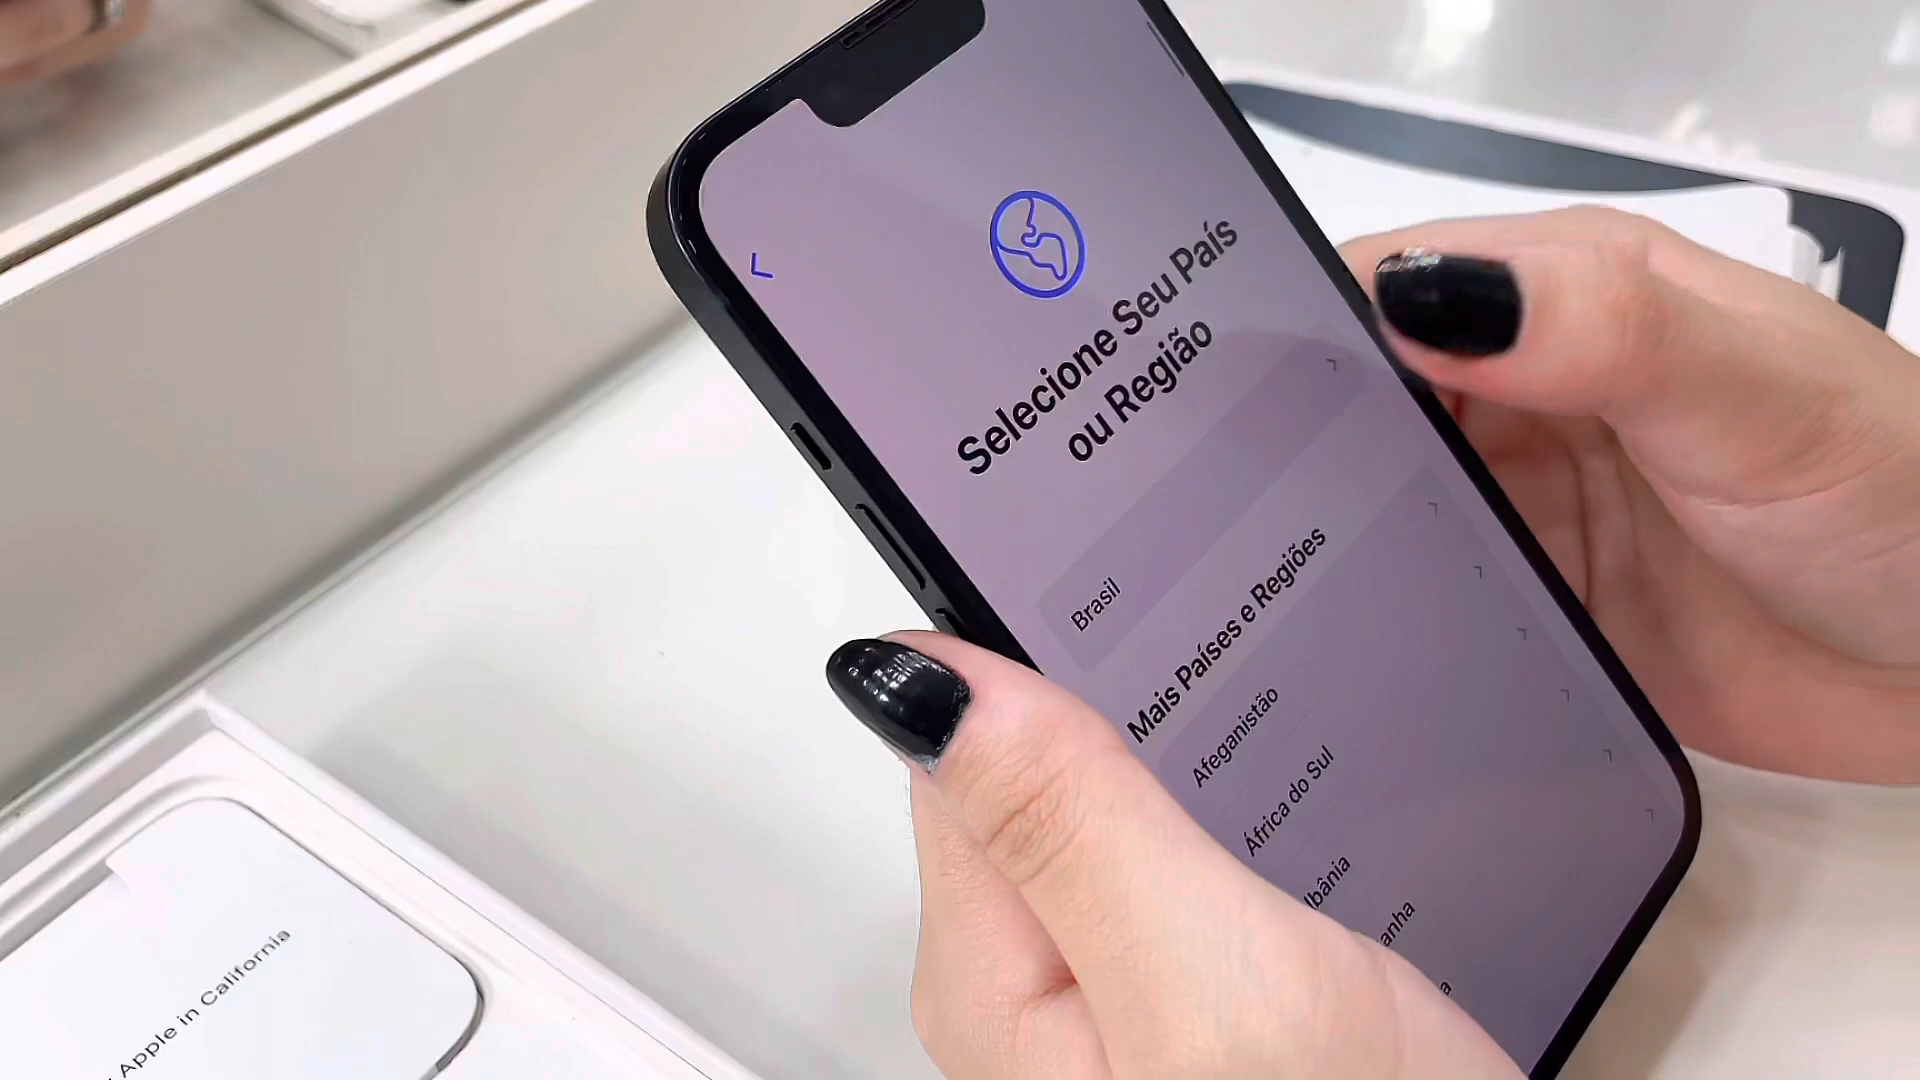 Selecione Seu País
ou Região
Brasil
Mais Países e Regiões
Afeganistão
África do Sul
Apple in California